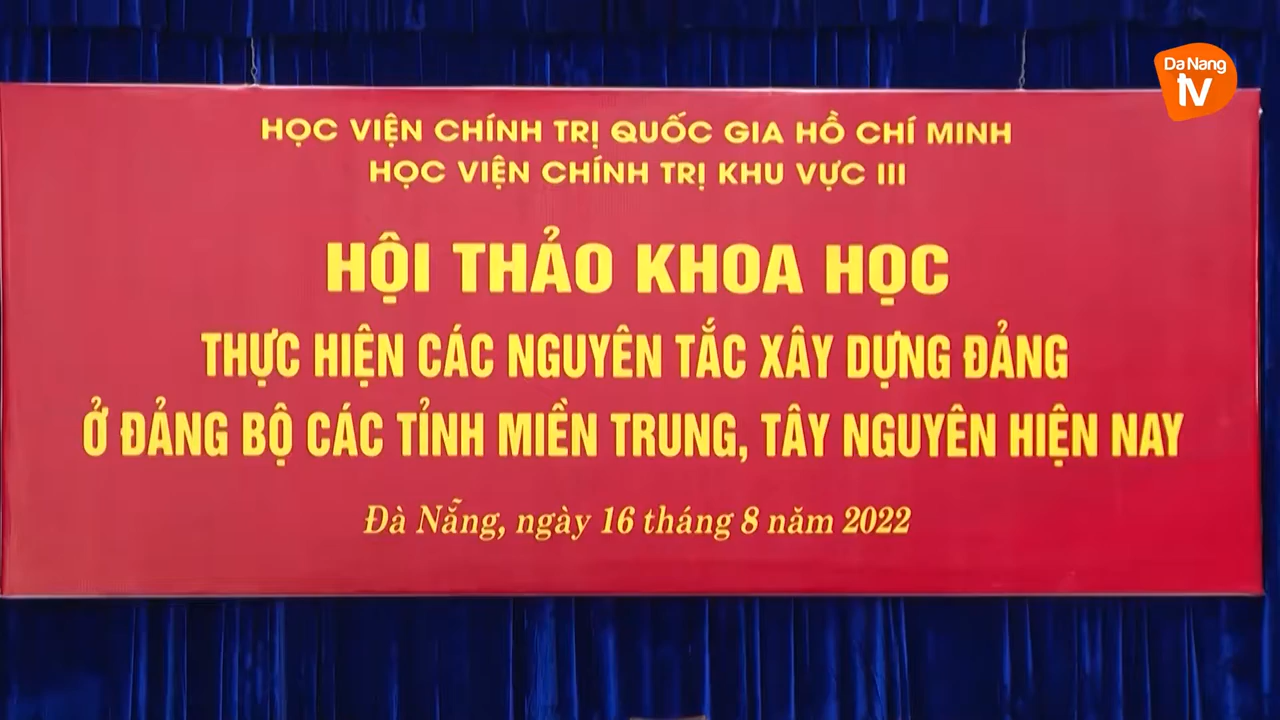 Da Nang
tv
HỌC VIỆN CHÍNH TRỊ QUỐC GIA HỒ CHÍ MINH
HỌC VIỆN CHÍNH TRỊ KHU VỰC III
HỘI THẢO KHOA HỌC
THỰC HIỆN CÁC NGUYÊN TẮC XÂY DỰNG ĐẢNG
Ở ĐẢNG BỘ CÁC TỈNH MIỀN TRUNG, TÂY NGUYÊN HIỆN NAY
Đà Nẵng, ngày 16 tháng 8 năm 2022